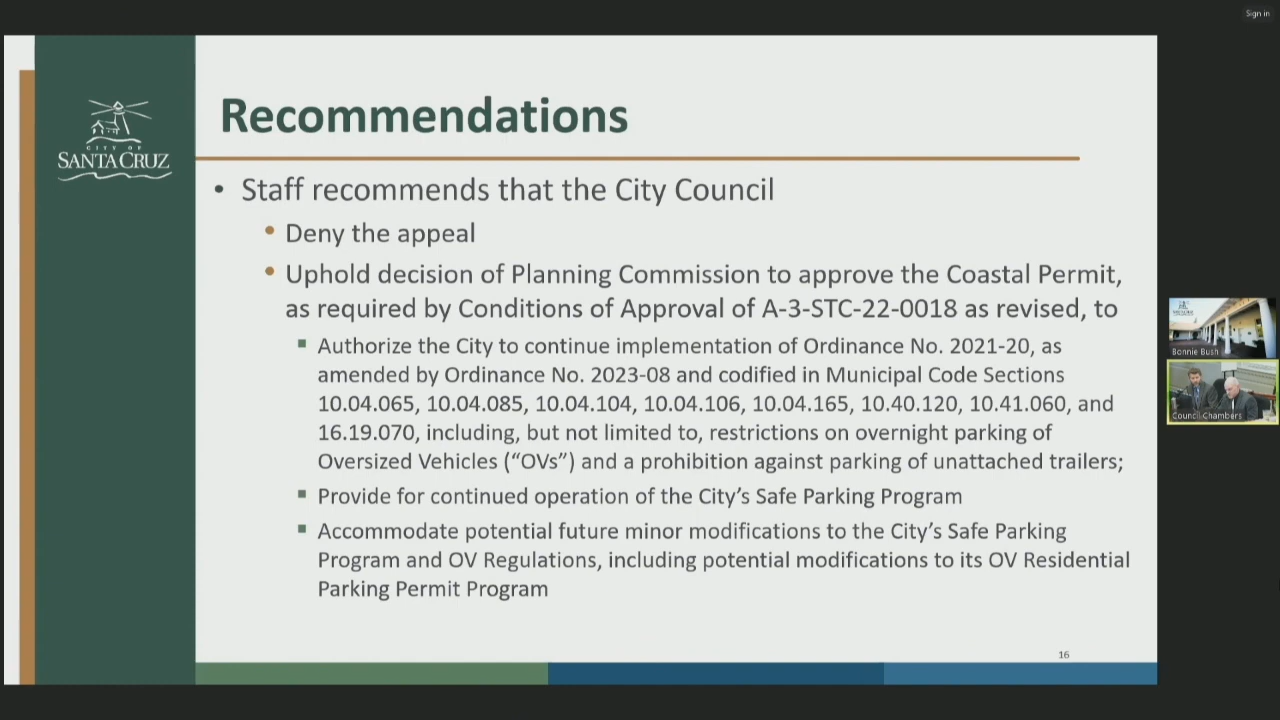 Sign in
CITY OF
SANTA CRUZ
Recommendations
• Staff recommends that the City Council
• Deny the appeal
• Uphold decision of Planning Commission to approve the Coastal Permit,
as required by Conditions of Approval of A-3-STC-22-0018 as revised, to
▪ Authorize the City to continue implementation of Ordinance No. 2021-20, as
amended by Ordinance No. 2023-08 and codified in Municipal Code Sections
10.04.065, 10.04.085, 10.04.104, 10.04.106, 10.04.165, 10.40.120, 10.41.060, and
16.19.070, including, but not limited to, restrictions on overnight parking of
Oversized Vehicles (“OVs”) and a prohibition against parking of unattached trailers;
▪ Provide for continued operation of the City’s Safe Parking Program
▪ Accommodate potential future minor modifications to the City’s Safe Parking
Program and OV Regulations, including potential modifications to its OV Residential
Parking Permit Program
16
Bonnie Bush
Council Chambers